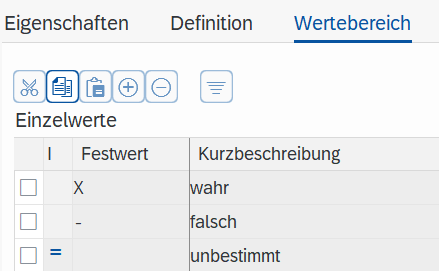 Eigenschaften Definition Wertebereich
Einzelwerte
I Festwert Kurzbeschreibung
X wahr
- falsch
= unbestimmt